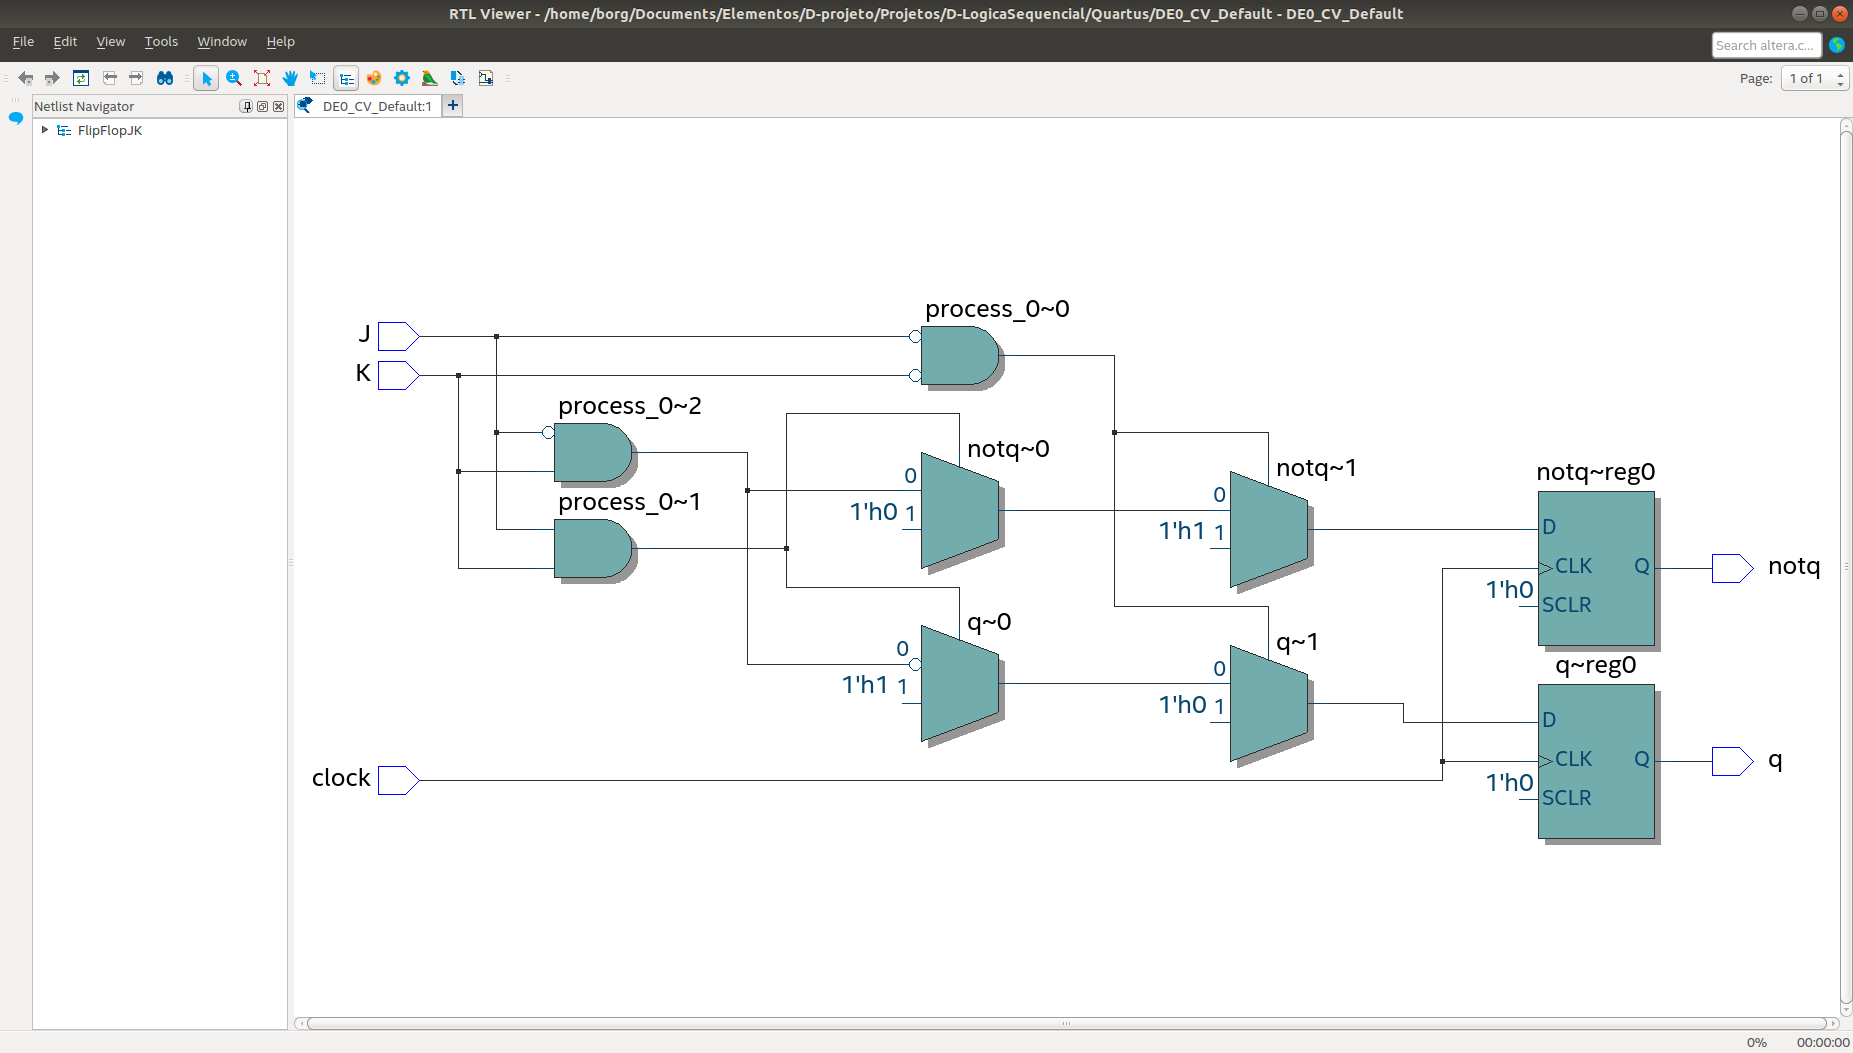 RTL Viewer - /home/borg/Documents/Elementos/D-projeto/Projetos/D-LogicaSequencial/Quartus/DE0_CV_Default - DE0_CV_Default
File Edit View Tools Window Help
Search altera.c...
Page: 1 of 1
Netlist Navigator
DE0_CV_Default:1
FlipFlopJK
process_0~0
J
K
process_0~2
notq~0
0
1'h0 1
notq~1
0
1'h1 1
process_0~1
notq~reg0
D
CLK
Q
1'h0
SCLR
notq
q~0
0
1'h1 1
q~1
0
1'h0 1
q~reg0
D
CLK
Q
1'h0
SCLR
q
clock
0% 00:00:00